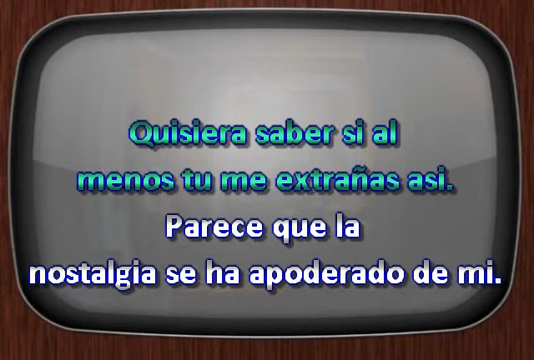 Quisiera saber si al
menos tu me extrañas asi.
Parece que la
nostalgia se ha apoderado de mi.